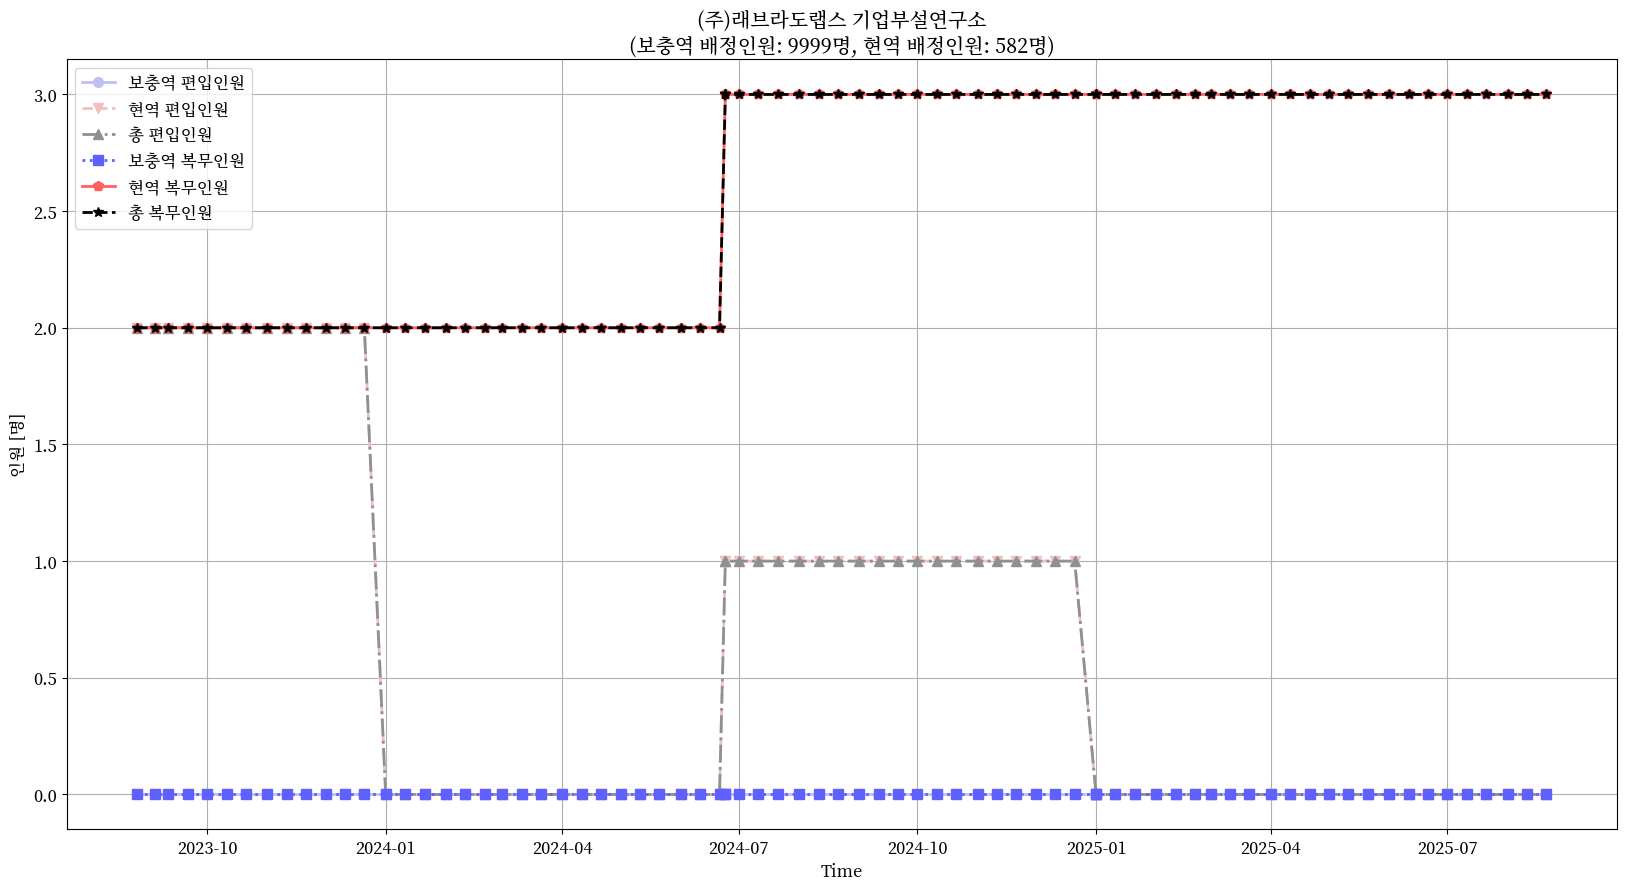 (주)래브라도랩스 기업부설연구소
(보충역 배정인원: 9999명, 현역 배정인원: 582명)
보충역 편입인원
현역 편입인원
총 편입인원
보충역 복무인원
현역 복무인원
총 복무인원
3.0
2.5
2.0
1.5
1.0
0.5
0.0
인원 [명]
2023-10
2024-01
2024-04
2024-07
2024-10
2025-01
2025-04
2025-07
Time